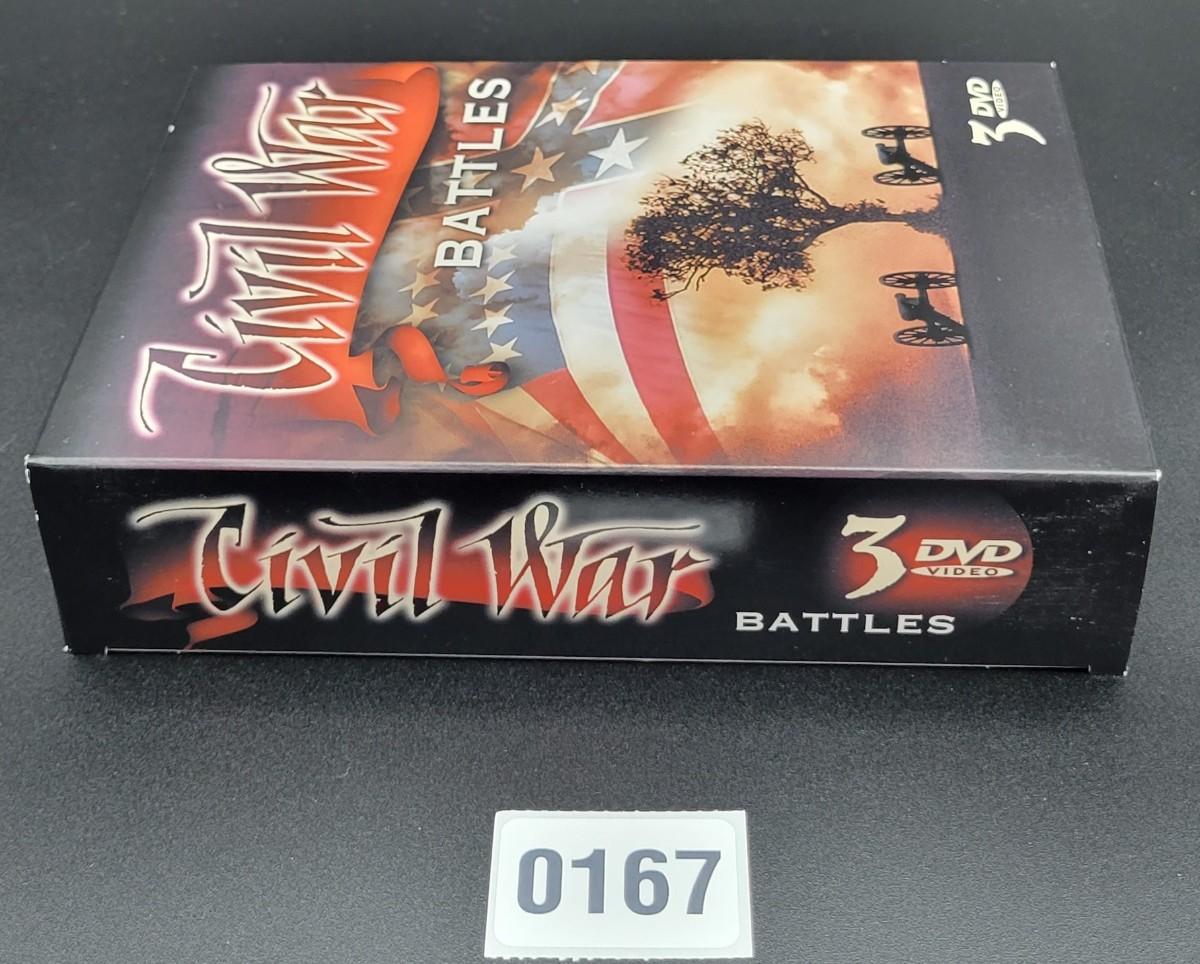 Civil War
BATTLES
3 DVD
VIDEO
Civil War
3 DVD
VIDEO
BATTLES
0167